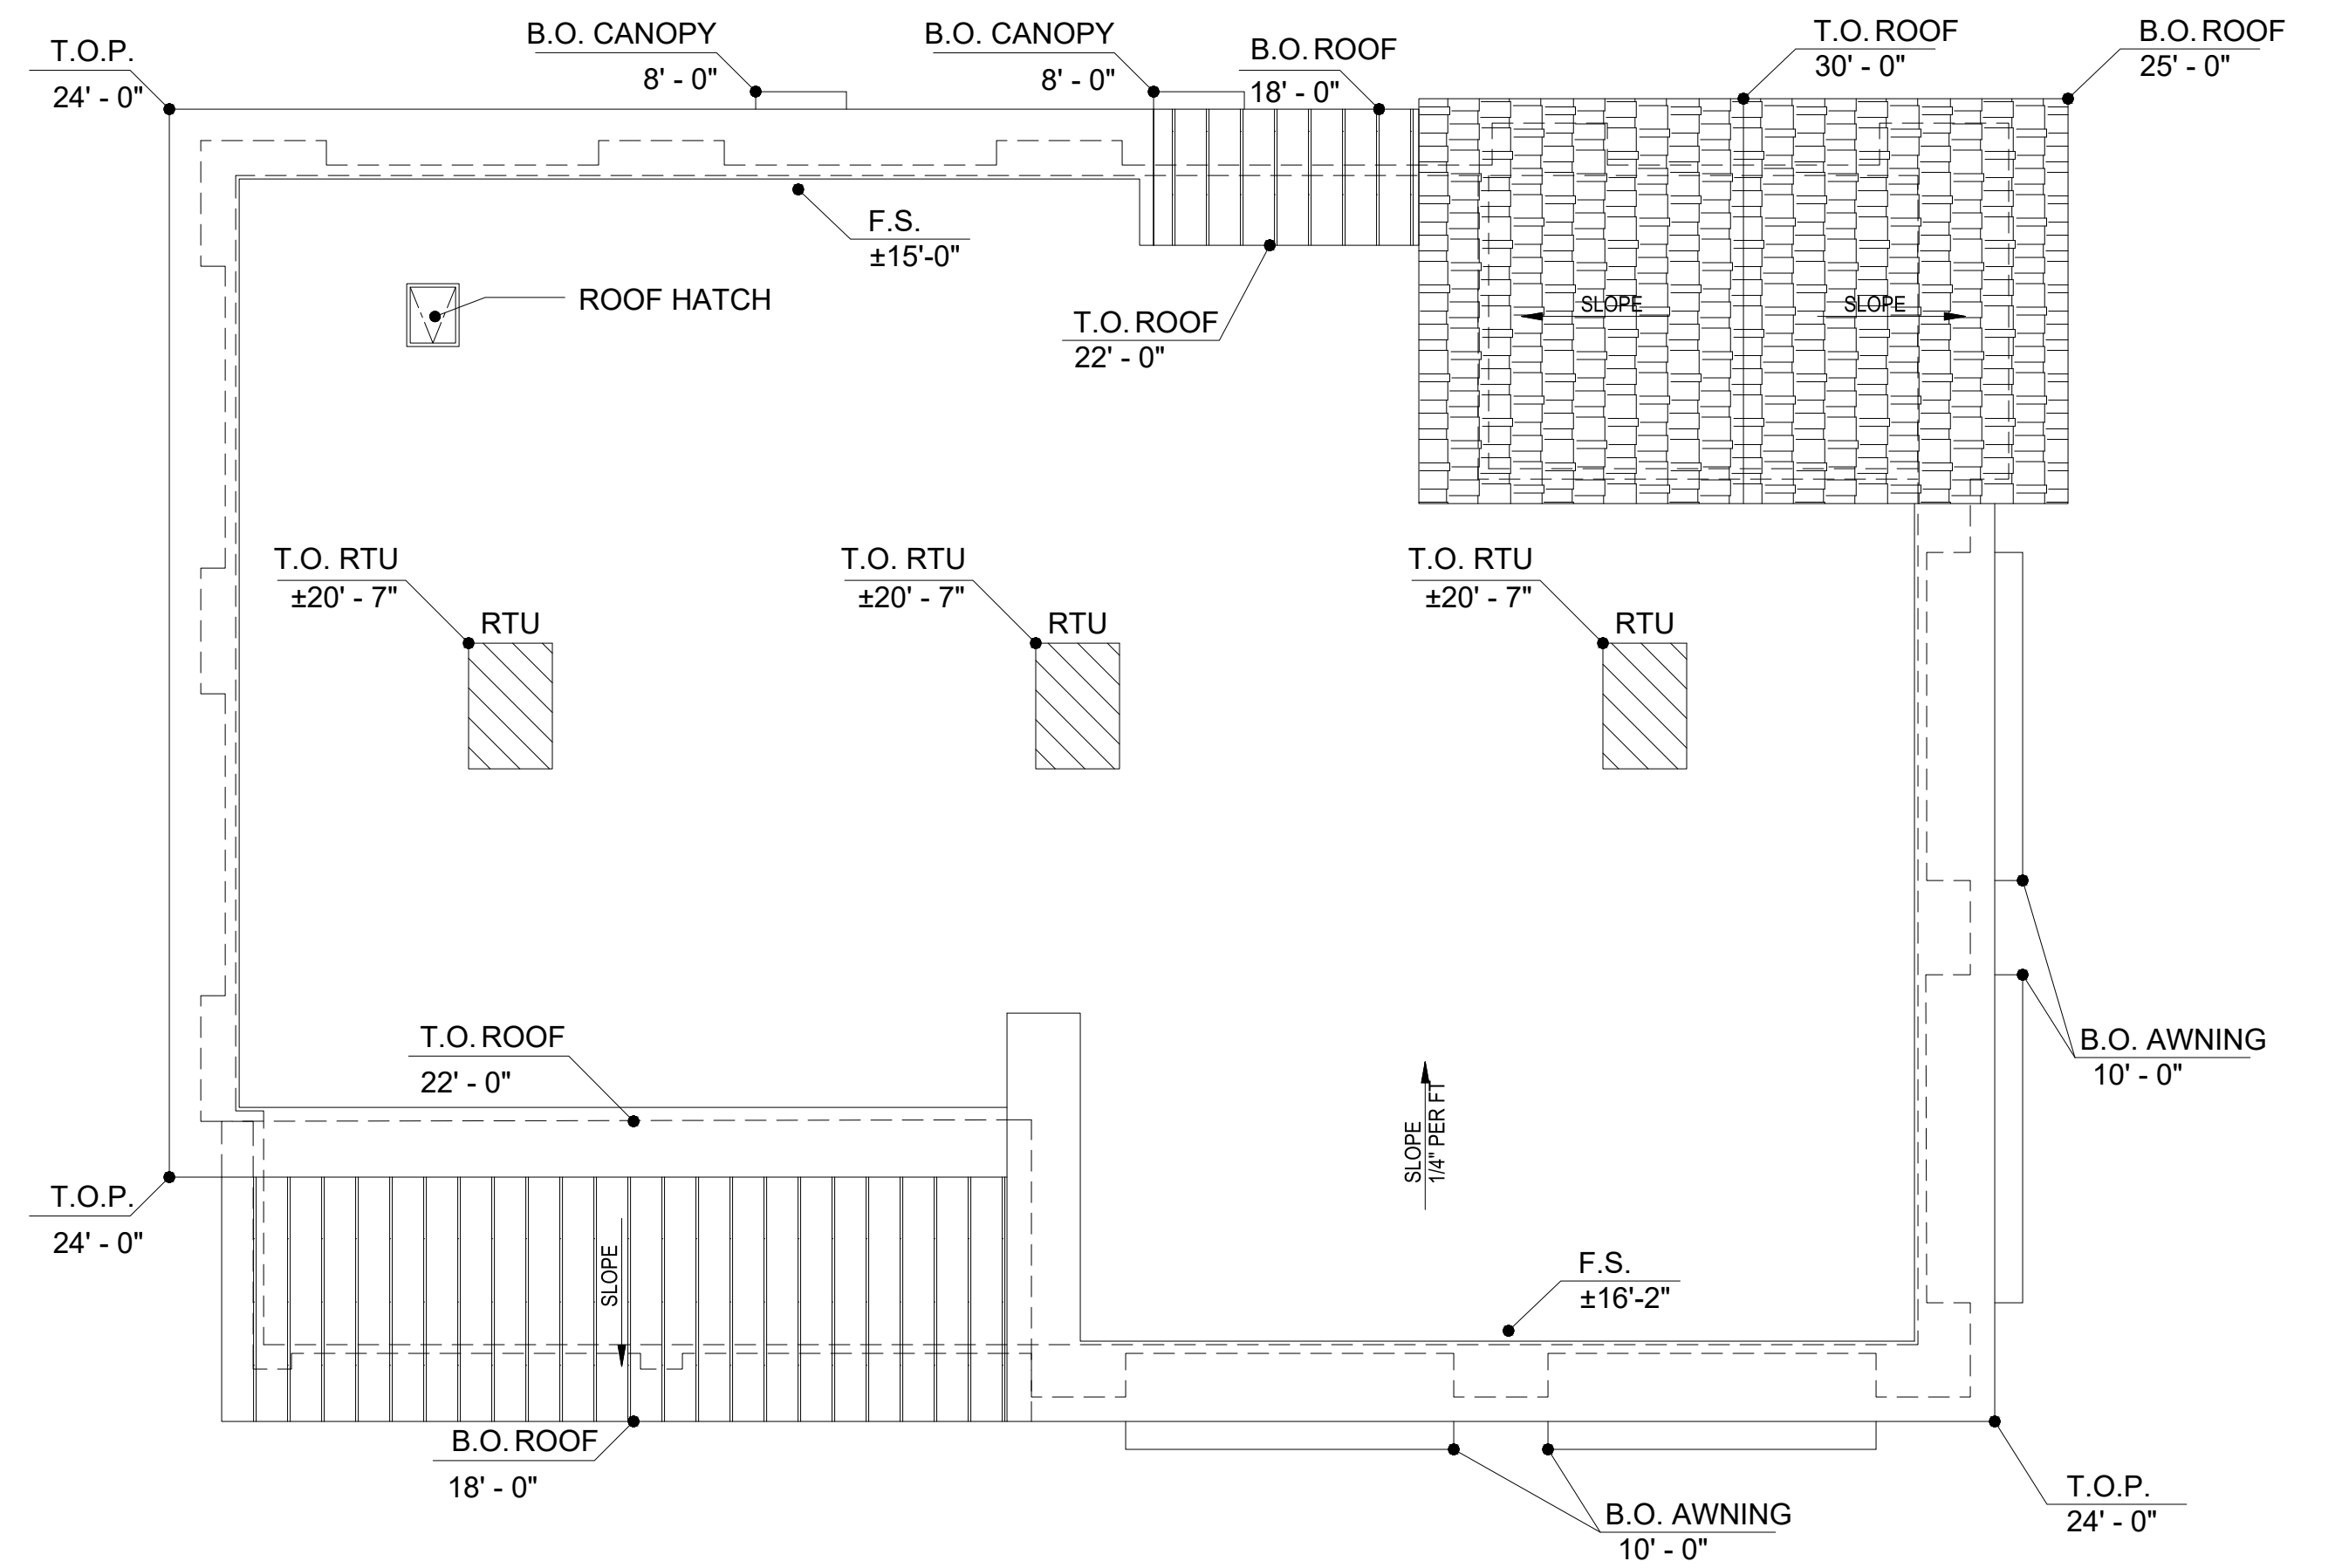 T.O.P.
24' - 0"
B.O. CANOPY
8' - 0"
B.O. CANOPY
8' - 0"
B.O. ROOF
18' - 0"
T.O. ROOF
30' - 0"
B.O. ROOF
25' - 0"
F.S.
±15'-0"
ROOF HATCH
T.O. ROOF
22' - 0"
SLOPE
SLOPE
T.O. RTU
±20' - 7"
RTU
T.O. RTU
±20' - 7"
RTU
T.O. RTU
±20' - 7"
RTU
T.O. ROOF
22' - 0"
B.O. AWNING
10' - 0"
SLOPE
1/4" PER FT
T.O.P.
24' - 0"
SLOPE
F.S.
±16'-2"
B.O. ROOF
18' - 0"
B.O. AWNING
10' - 0"
T.O.P.
24' - 0"